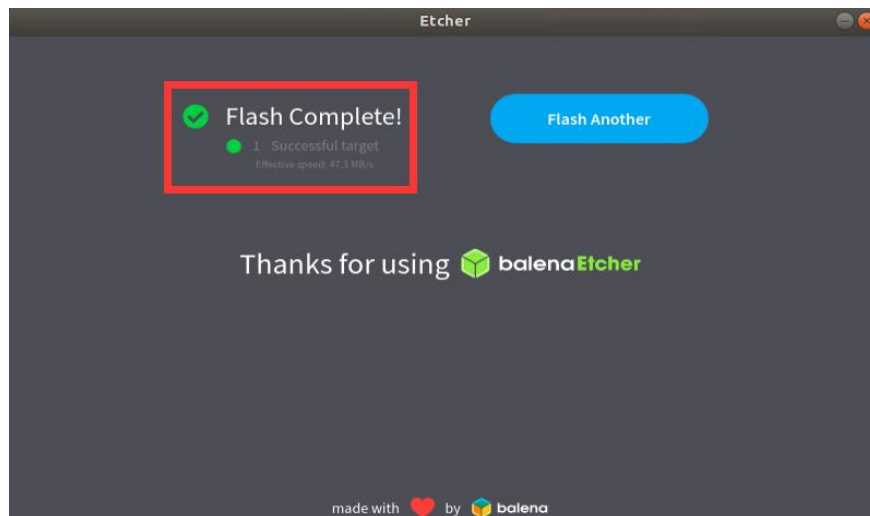 Etcher
Flash Complete!
1 Successful target
Effective speed: 47.3 MB/s
Flash Another
Thanks for using balenaEtcher
made with by balena